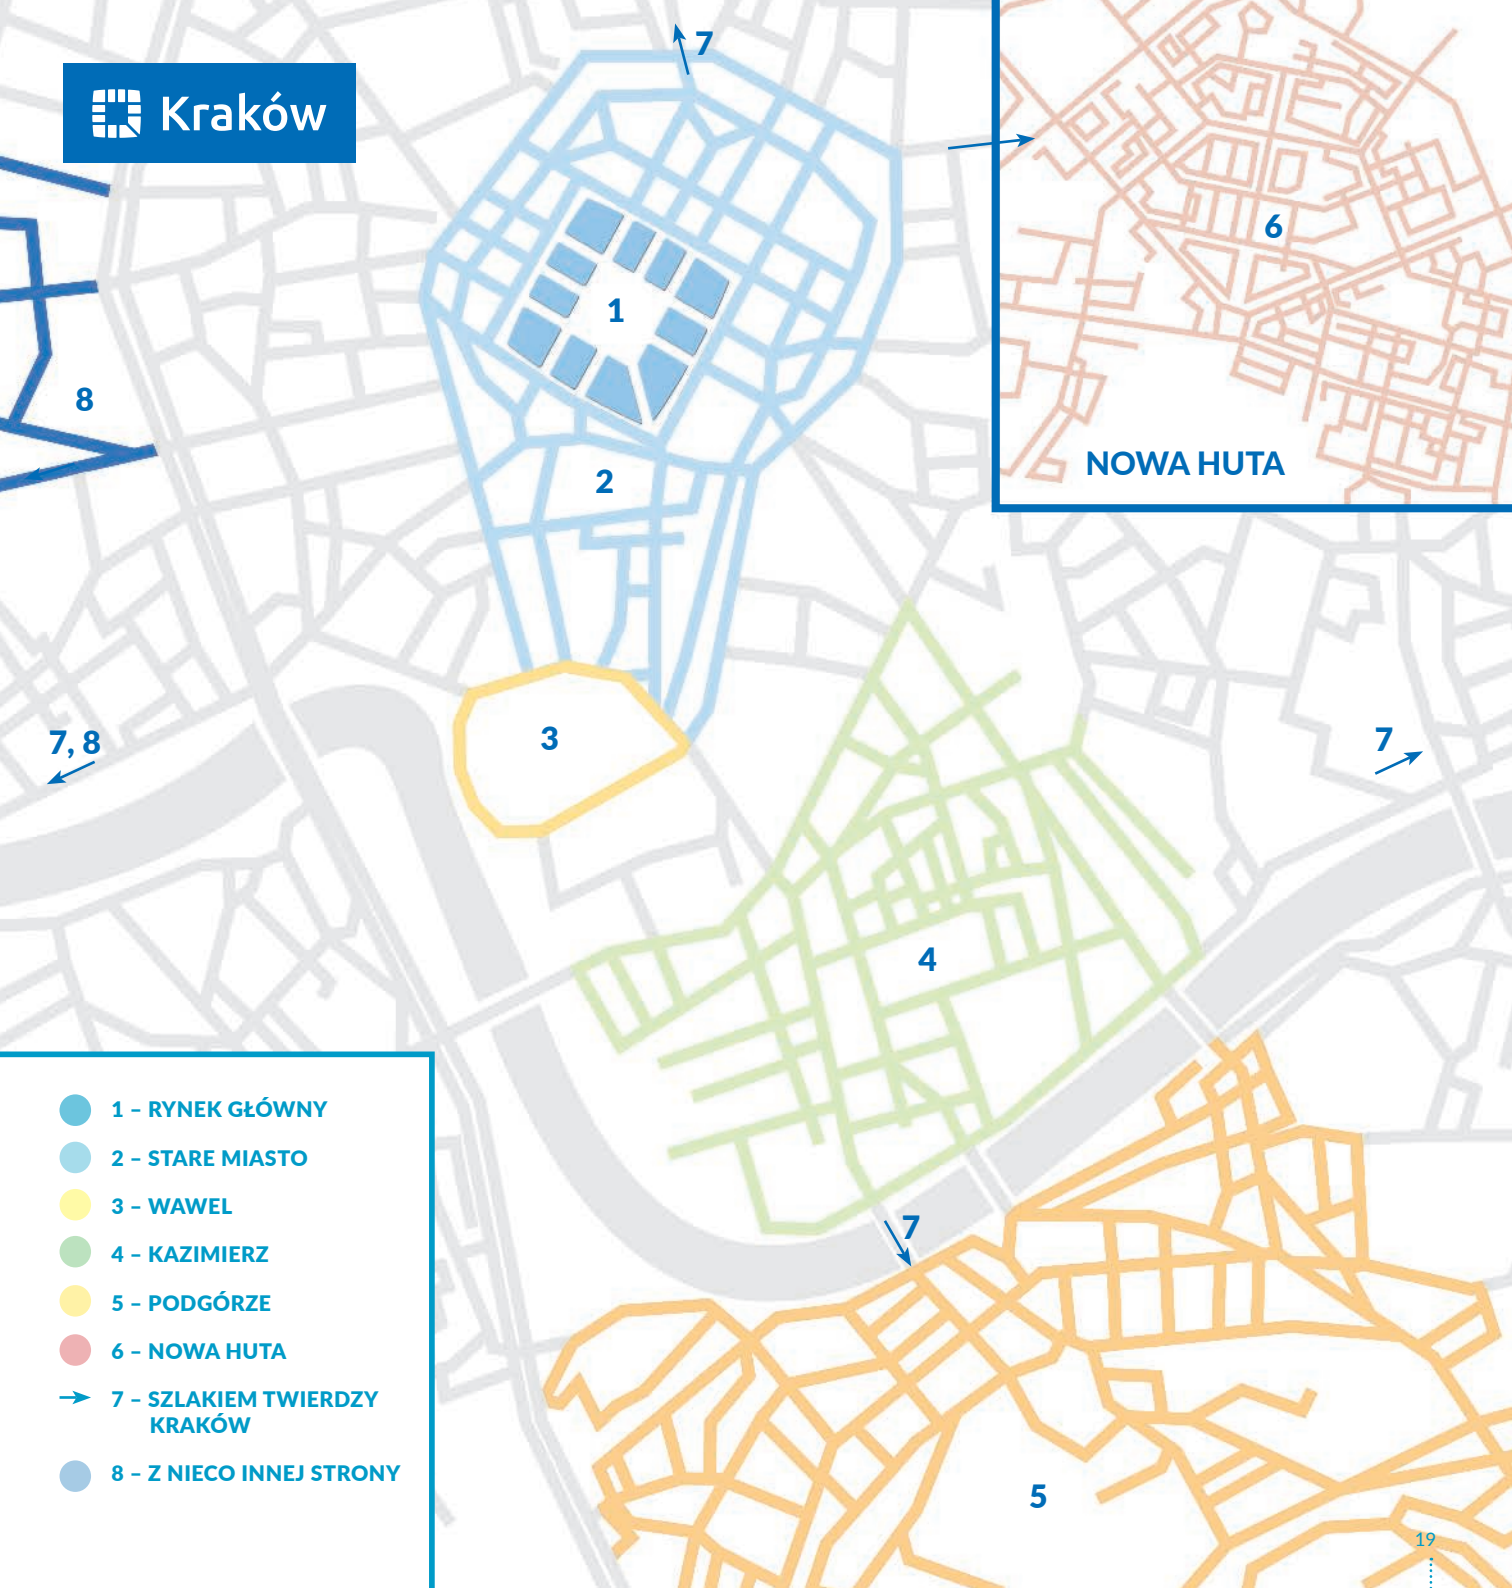 7
Kraków
6
1
8
NOWA HUTA
2
3
7, 8
7
4
1 – RYNEK GŁÓWNY
2 – STARE MIASTO
3 – WAWEL
4 – KAZIMIERZ
5 – PODGÓRZE
6 – NOWA HUTA
7 – SZLAKIEM TWIERDZY
KRAKÓW
8 – Z NIECO INNEJ STRONY
7
5
19